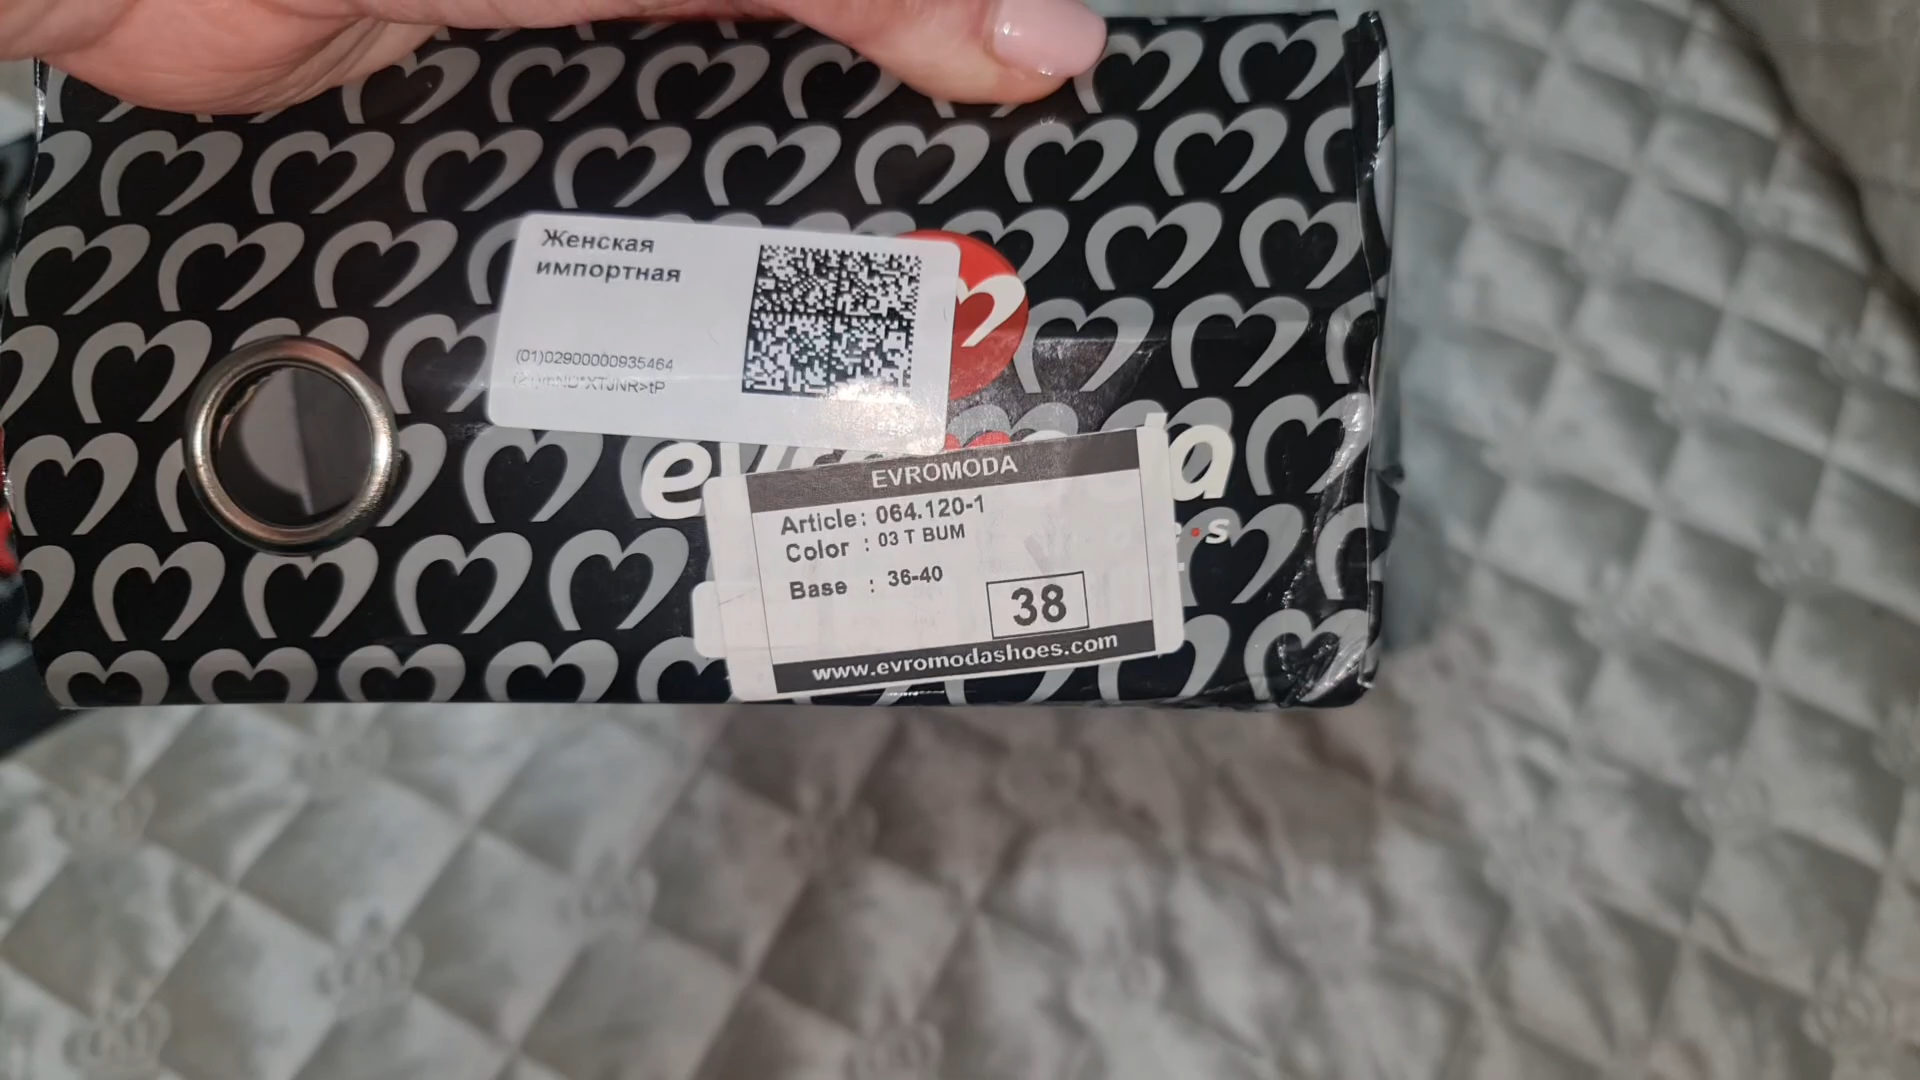 Женская
импортная
(01)02900000935464
EVROMODA
Article: 064.120-1
Color : 03 T BUM
Base : 36-40
38
www.evromodashoes.com